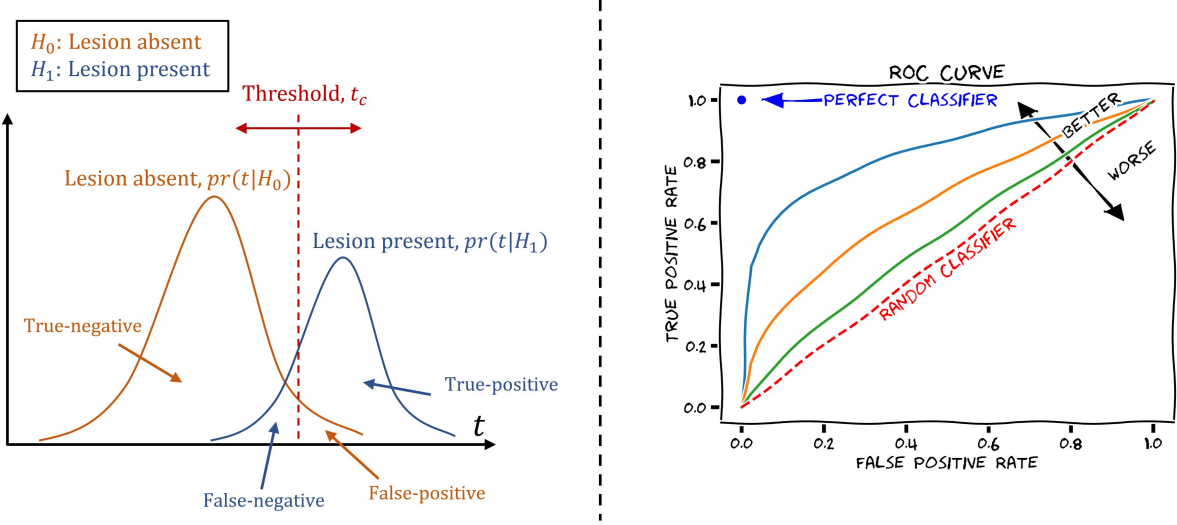 H₀: Lesion absent
H₁: Lesion present
Threshold, t_c
Lesion absent, pr(t|H₀)
Lesion present, pr(t|H₁)
True-negative
True-positive
t
False-negative
False-positive
ROC CURVE
PERFECT CLASSIFIER
BETTER
WORSE
RANDOM CLASSIFIER
TRUE POSITIVE RATE
1.0
0.8
0.6
0.4
0.2
0.0
0.0 0.2 0.4 0.6 0.8 1.0
FALSE POSITIVE RATE